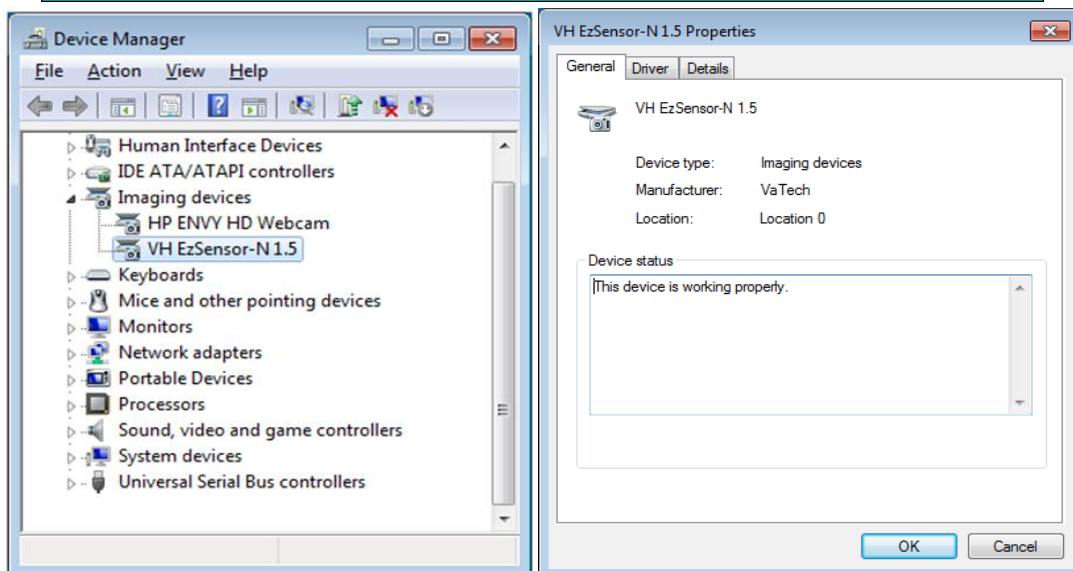 Device Manager
File Action View Help
Human Interface Devices
IDE ATA/ATAPI controllers
Imaging devices
HP ENVY HD Webcam
VH EzSensor-N 1.5
Keyboards
Mice and other pointing devices
Monitors
Network adapters
Portable Devices
Processors
Sound, video and game controllers
System devices
Universal Serial Bus controllers
VH EzSensor-N 1.5 Properties
General Driver Details
VH EzSensor-N 1.5
Device type: Imaging devices
Manufacturer: VaTech
Location: Location 0
Device status
This device is working properly.
OK Cancel